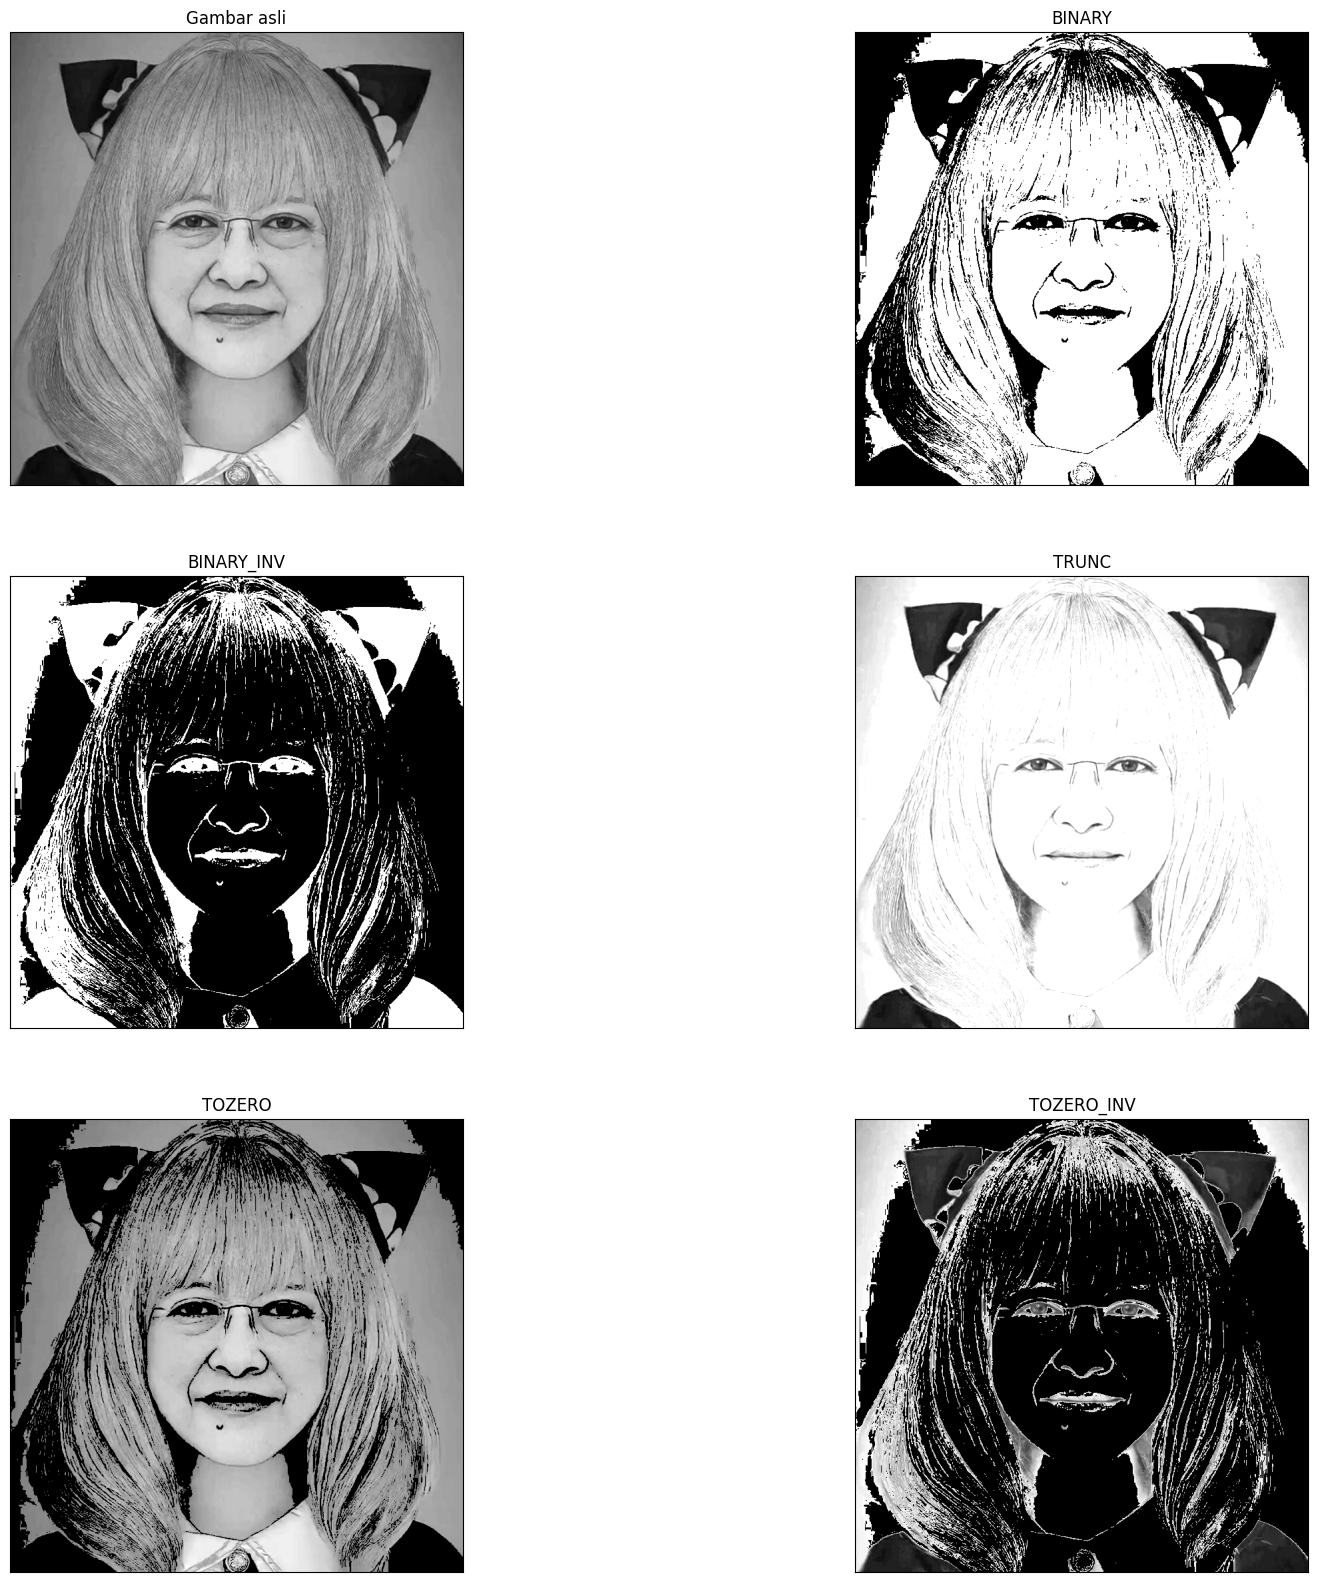 Gambar asli
BINARY
BINARY_INV
TRUNC
TOZERO
TOZERO_INV